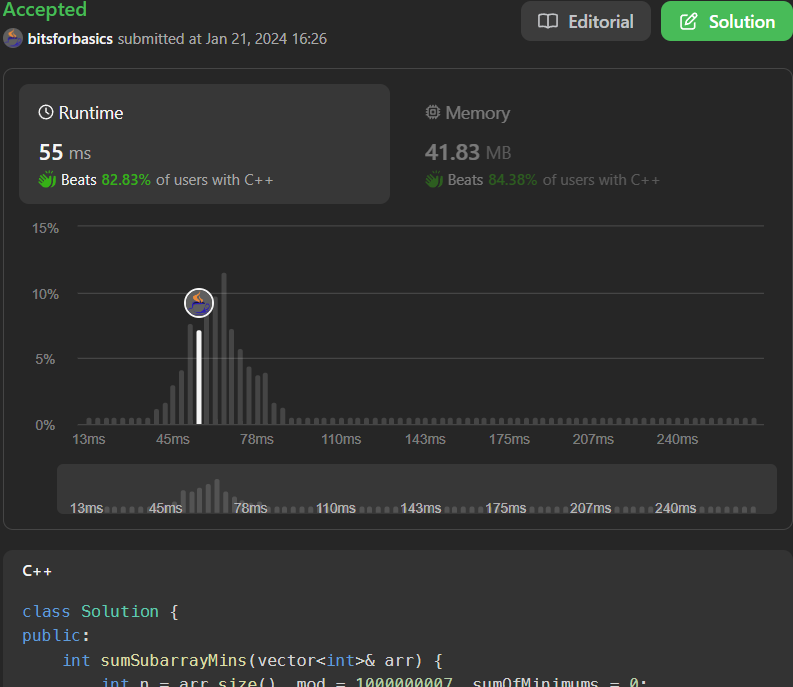 Accepted
Editorial
Solution
bitsforbasics submitted at Jan 21, 2024 16:26
Runtime
Memory
55 ms
41.83 MB
Beats 82.83% of users with C++
Beats 84.38% of users with C++
15%
10%
5%
0%
13ms 45ms 78ms 110ms 143ms 175ms 207ms 240ms
13ms 45ms 78ms 110ms 143ms 175ms 207ms 240ms
C++
class Solution {
public:
int sumSubarrayMins(vector<int>& arr) {
int n = arr.size(), mod = 1000000007, sumOfMinimums = 0;